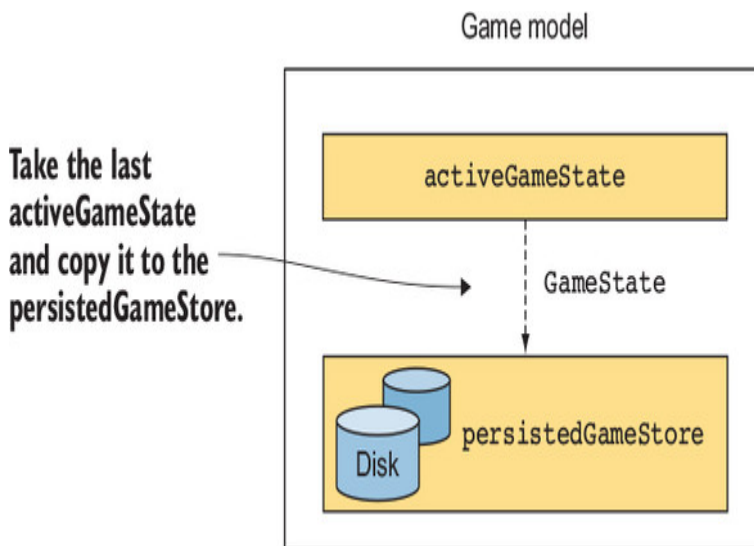 Game model
Take the last
activeGameState
and copy it to the
persistedGameStore.
activeGameState
GameState
persistedGameStore
Disk